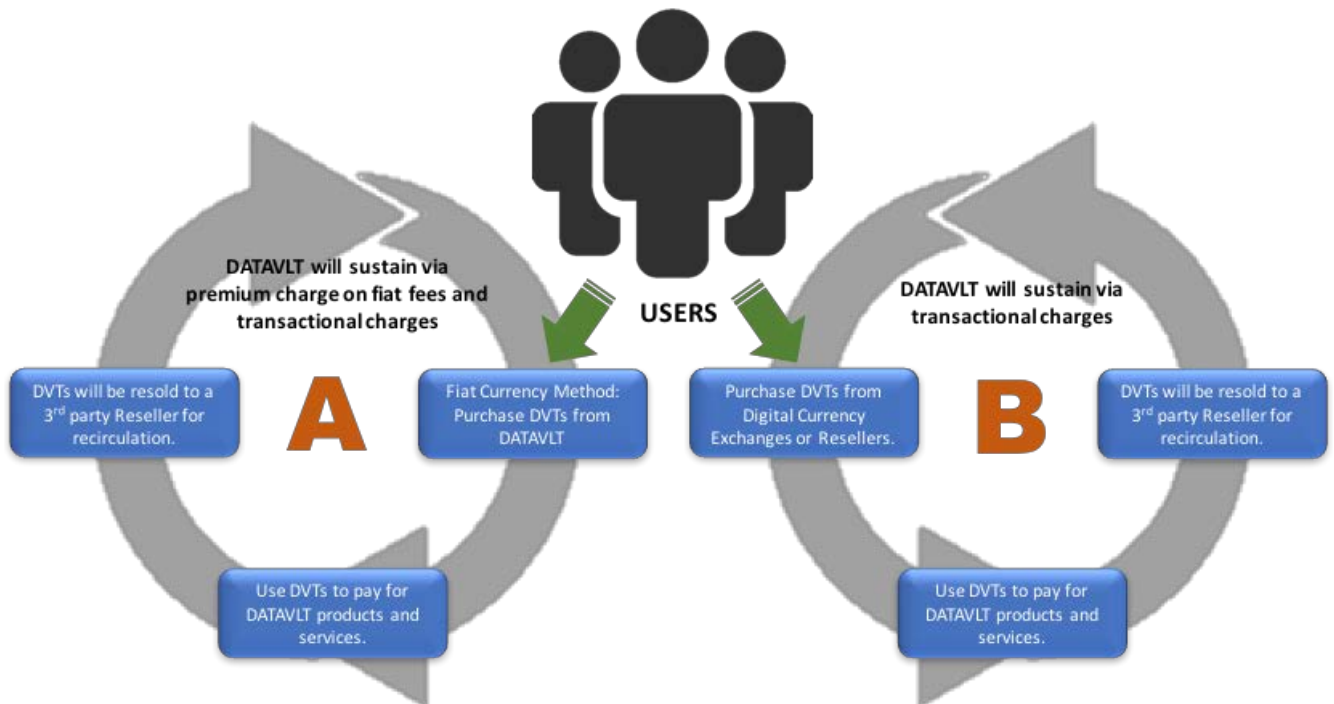 USERS
DATAVLT will sustain via
premium charge on fiat fees and
transactional charges
DVTs will be resold to a
3rd party Reseller for
recirculation.
A
Fiat Currency Method:
Purchase DVTs from
DATAVLT
Use DVTs to pay for
DATAVLT products and
services.
DATAVLT will sustain via
transactional charges
Purchase DVTs from
Digital Currency
Exchanges or Resellers.
B
DVTs will be resold to a
3rd party Reseller for
recirculation.
Use DVTs to pay for
DATAVLT products and
services.